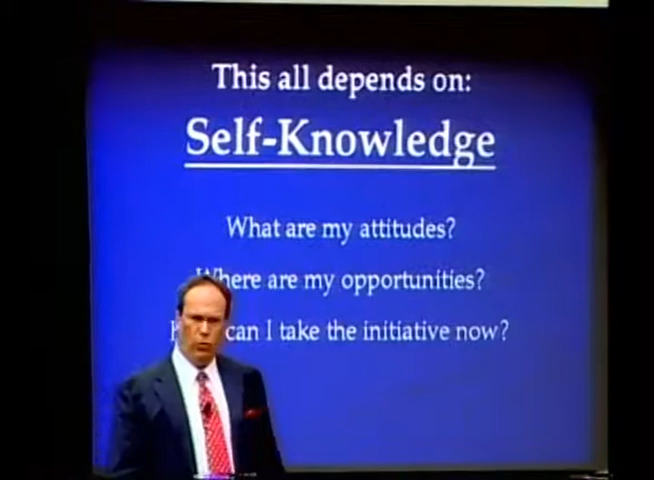 This all depends on:
Self-Knowledge
What are my attitudes?
Where are my opportunities?
can I take the initiative now?